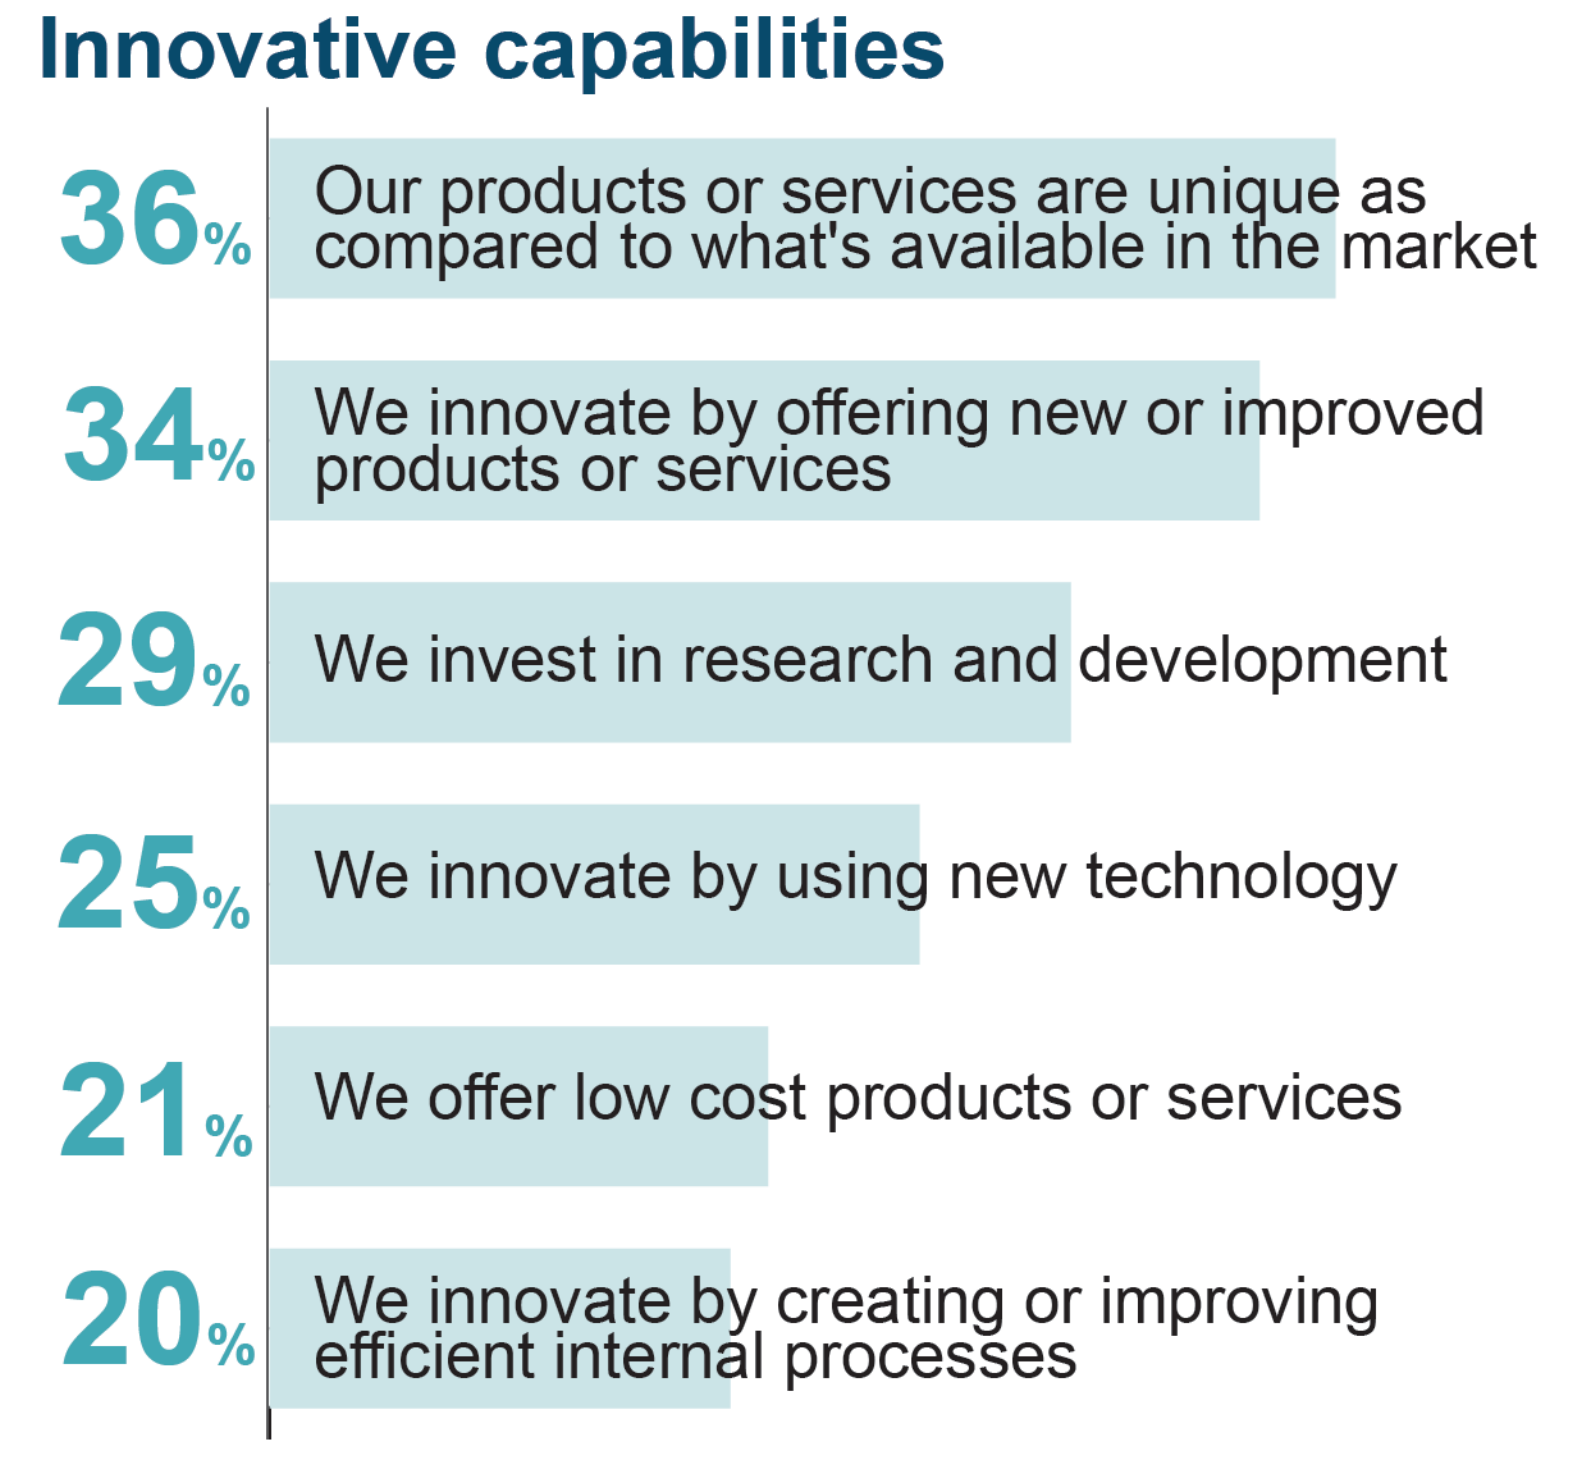 Innovative capabilities
36% Our products or services are unique as
compared to what's available in the market
34% We innovate by offering new or improved
products or services
29% We invest in research and development
25% We innovate by using new technology
21% We offer low cost products or services
20% We innovate by creating or improving
efficient internal processes